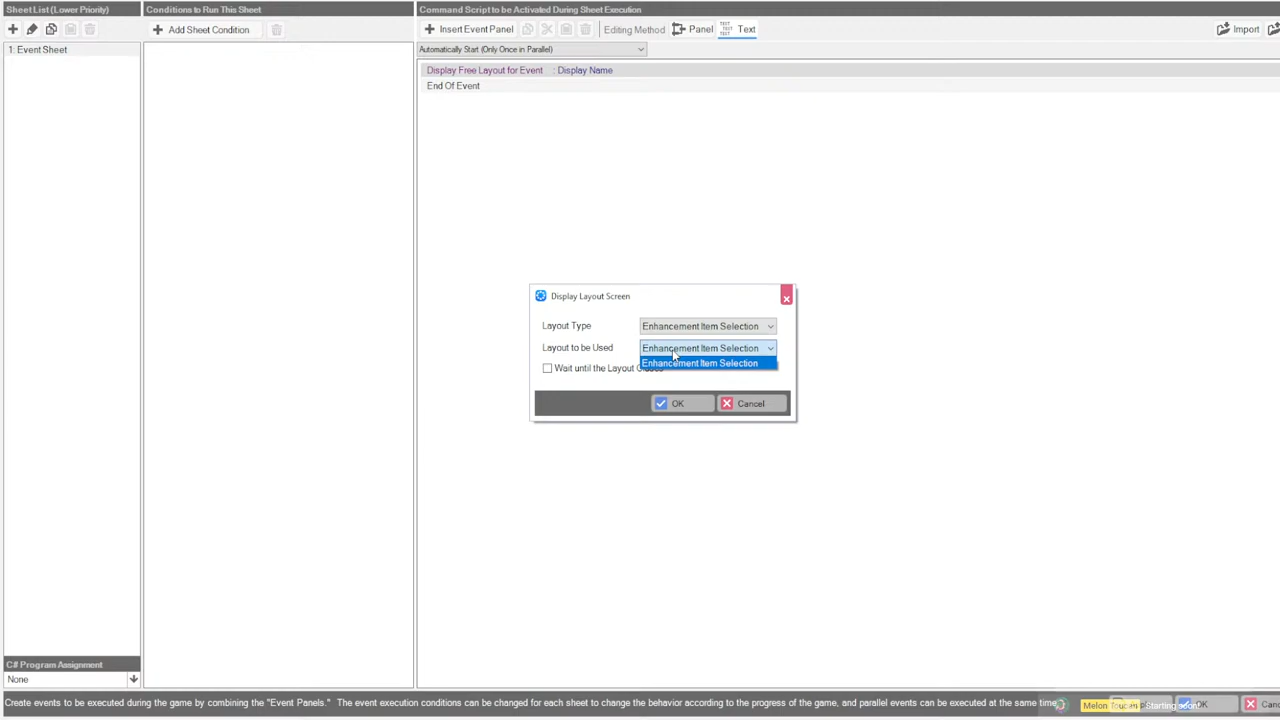 Sheet List (Lower Priority)
Conditions to Run This Sheet
Command Script to be Activated During Sheet Execution
Add Sheet Condition
Insert Event Panel
Editing Method
Panel
Text
Import
1: Event Sheet
Automatically Start (Only Once in Parallel)
Display Free Layout for Event : Display Name
End Of Event
Display Layout Screen
Layout Type
Enhancement Item Selection
Layout to be Used
Enhancement Item Selection
Enhancement Item Selection
Wait until the Layout
OK
Cancel
C# Program Assignment
None
Create events to be executed during the game by combining the "Event Panels." The event execution conditions can be changed for each sheet to change the behavior according to the progress of the game, and parallel events can be executed at the same time.
Melon Toucan Starting soon!